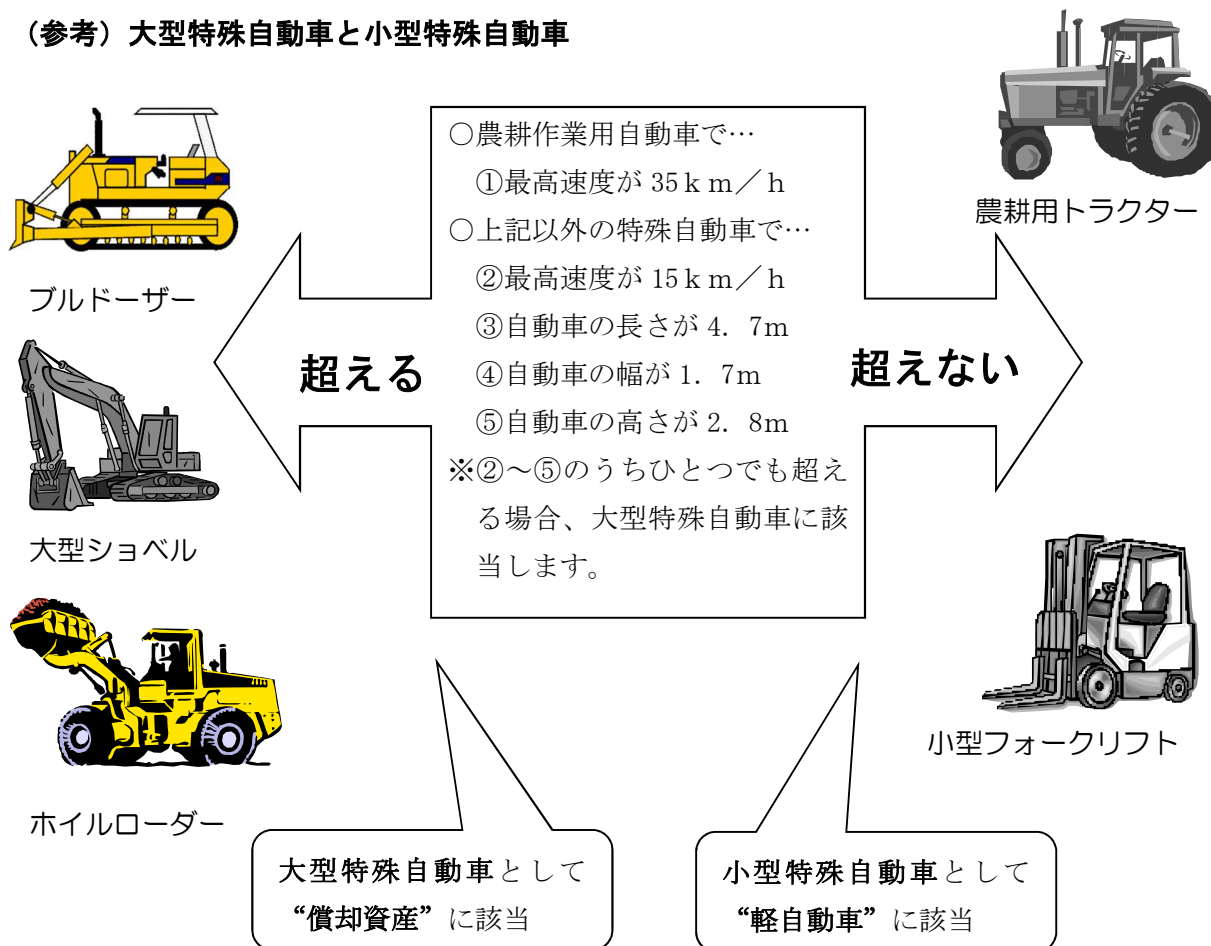 （参考）大型特殊自動車と小型特殊自動車
○農耕作業用自動車で…
①最高速度が 35ｋｍ／ｈ
○上記以外の特殊自動車で…
②最高速度が 15ｋｍ／ｈ
③自動車の長さが 4．7ｍ
④自動車の幅が 1．7ｍ
⑤自動車の高さが 2．8ｍ
※②～⑤のうちひとつでも超え
る場合、大型特殊自動車に該
当します。
超える
超えない
ブルドーザー
大型ショベル
ホイルローダー
農耕用トラクター
小型フォークリフト
大型特殊自動車として
“償却資産”に該当
小型特殊自動車として
“軽自動車”に該当